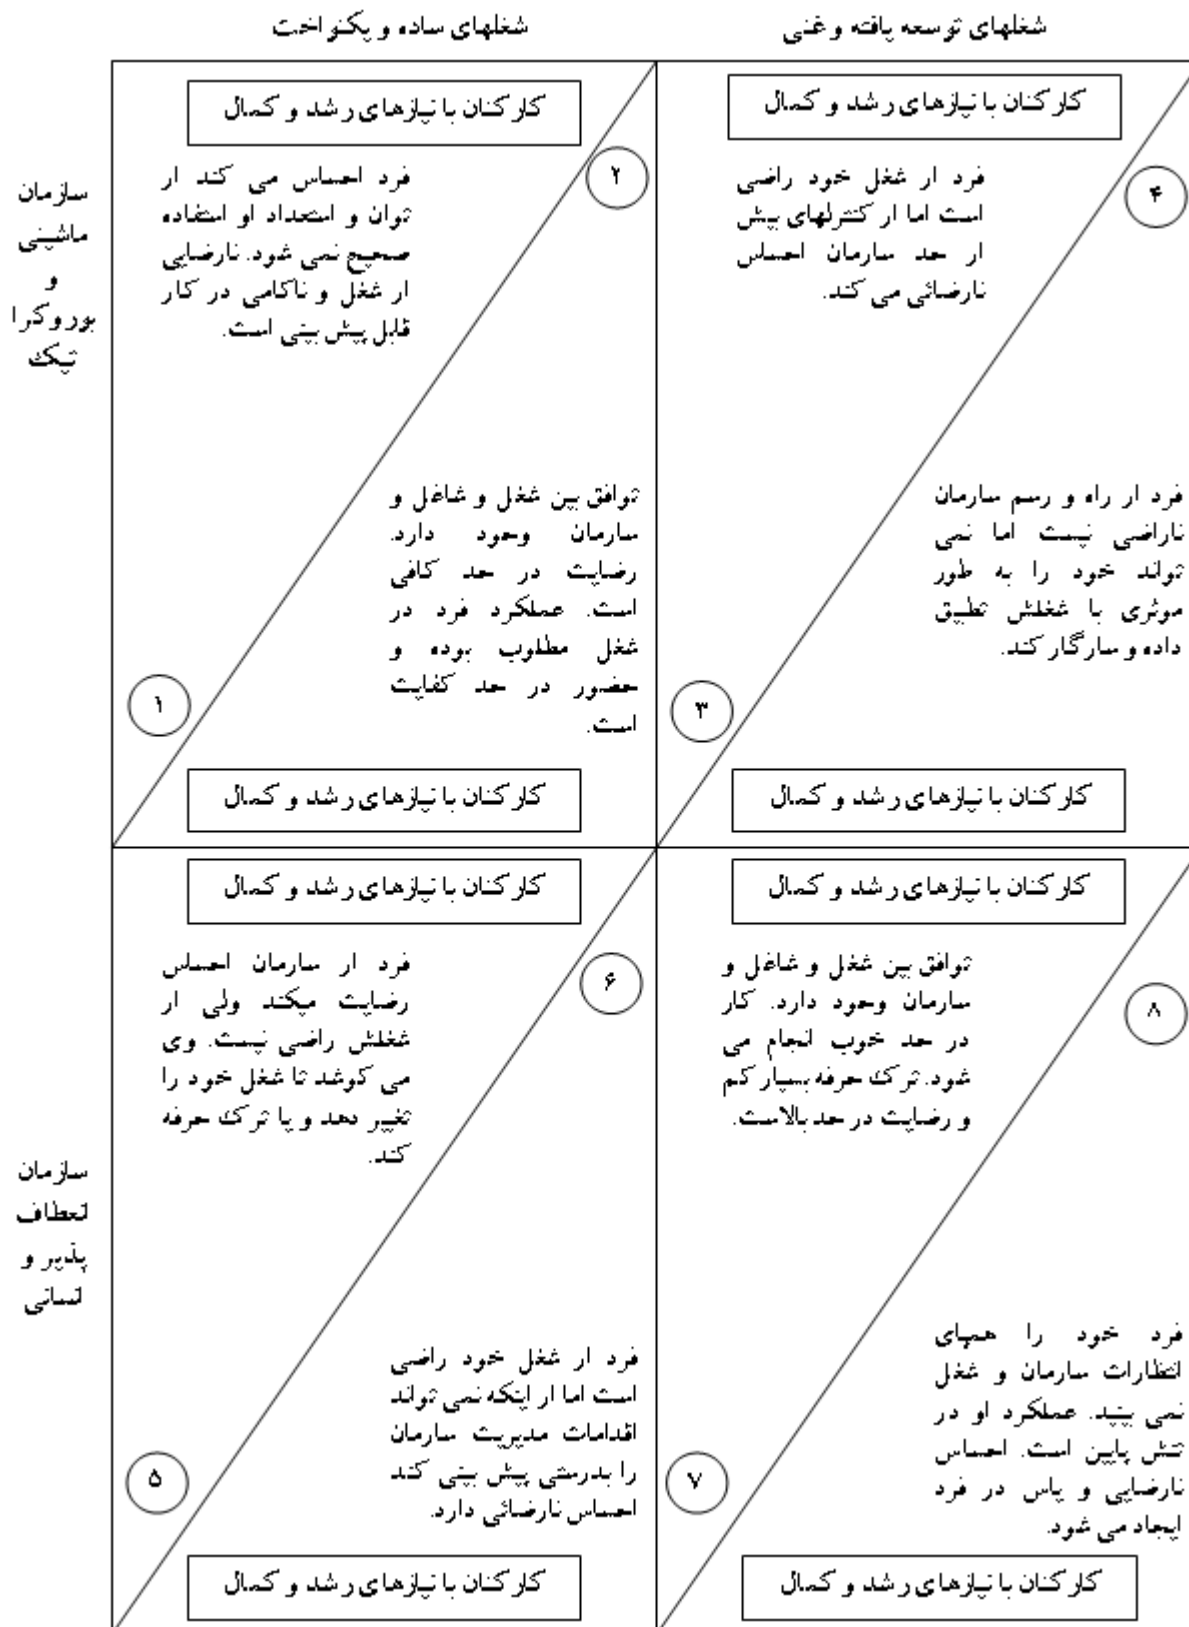 شغلهای توسعه یافته و غنی
شغلهای ساده و یکنواخت
سازمان
ماشینی
و
بوروکرا
تیک
کارکنان با نیازهای رشد و کمال
۴
فرد از شغل خود راضی
است اما از کنترلهای بیش
از حد سازمان احساس
نارضائی می کند.
فرد از راه و رسم سازمان
ناراضی نیست اما نمی
تواند خود را به طور
موثری با شغلش تطبیق
داده و سازگار کند.
۳
کارکنان با نیازهای رشد و کمال
کارکنان با نیازهای رشد و کمال
۲
فرد احساس می کند از
توان و استعداد او استفاده
صحیح نمی شود. نارضایی
از شغل و ناکامی در کار
قابل پیش بینی است.
توافق بین شغل و شاغل و
سازمان وجود دارد.
رضایت در حد کافی
است. عملکرد فرد در
شغل مطلوب بوده و
حضور در حد کفایت
است.
۱
کارکنان با نیازهای رشد و کمال
سازمان
انعطاف
پذیر و
انسانی
کارکنان با نیازهای رشد و کمال
۸
توافق بین شغل و شاغل و
سازمان وجود دارد. کار
در حد خوب انجام می
شود. ترک حرفه بسیار کم
و رضایت در حد بالاست.
فرد خود را همپای
انتظارات سازمان و شغل
نمی بیند. عملکرد او در
تنش پایین است. احساس
نارضایی و یاس در فرد
ایجاد می شود.
۷
کارکنان با نیازهای رشد و کمال
کارکنان با نیازهای رشد و کمال
۶
فرد از سازمان احساس
رضایت میکند ولی از
شغلش راضی نیست. وی
می کوشد تا شغل خود را
تغییر دهد و یا ترک حرفه
کند.
فرد از شغل خود راضی
است اما از اینکه نمی تواند
اقدامات مدیریت سازمان
را بدرستی پیش بینی کند
احساس نارضائی دارد.
۵
کارکنان با نیازهای رشد و کمال